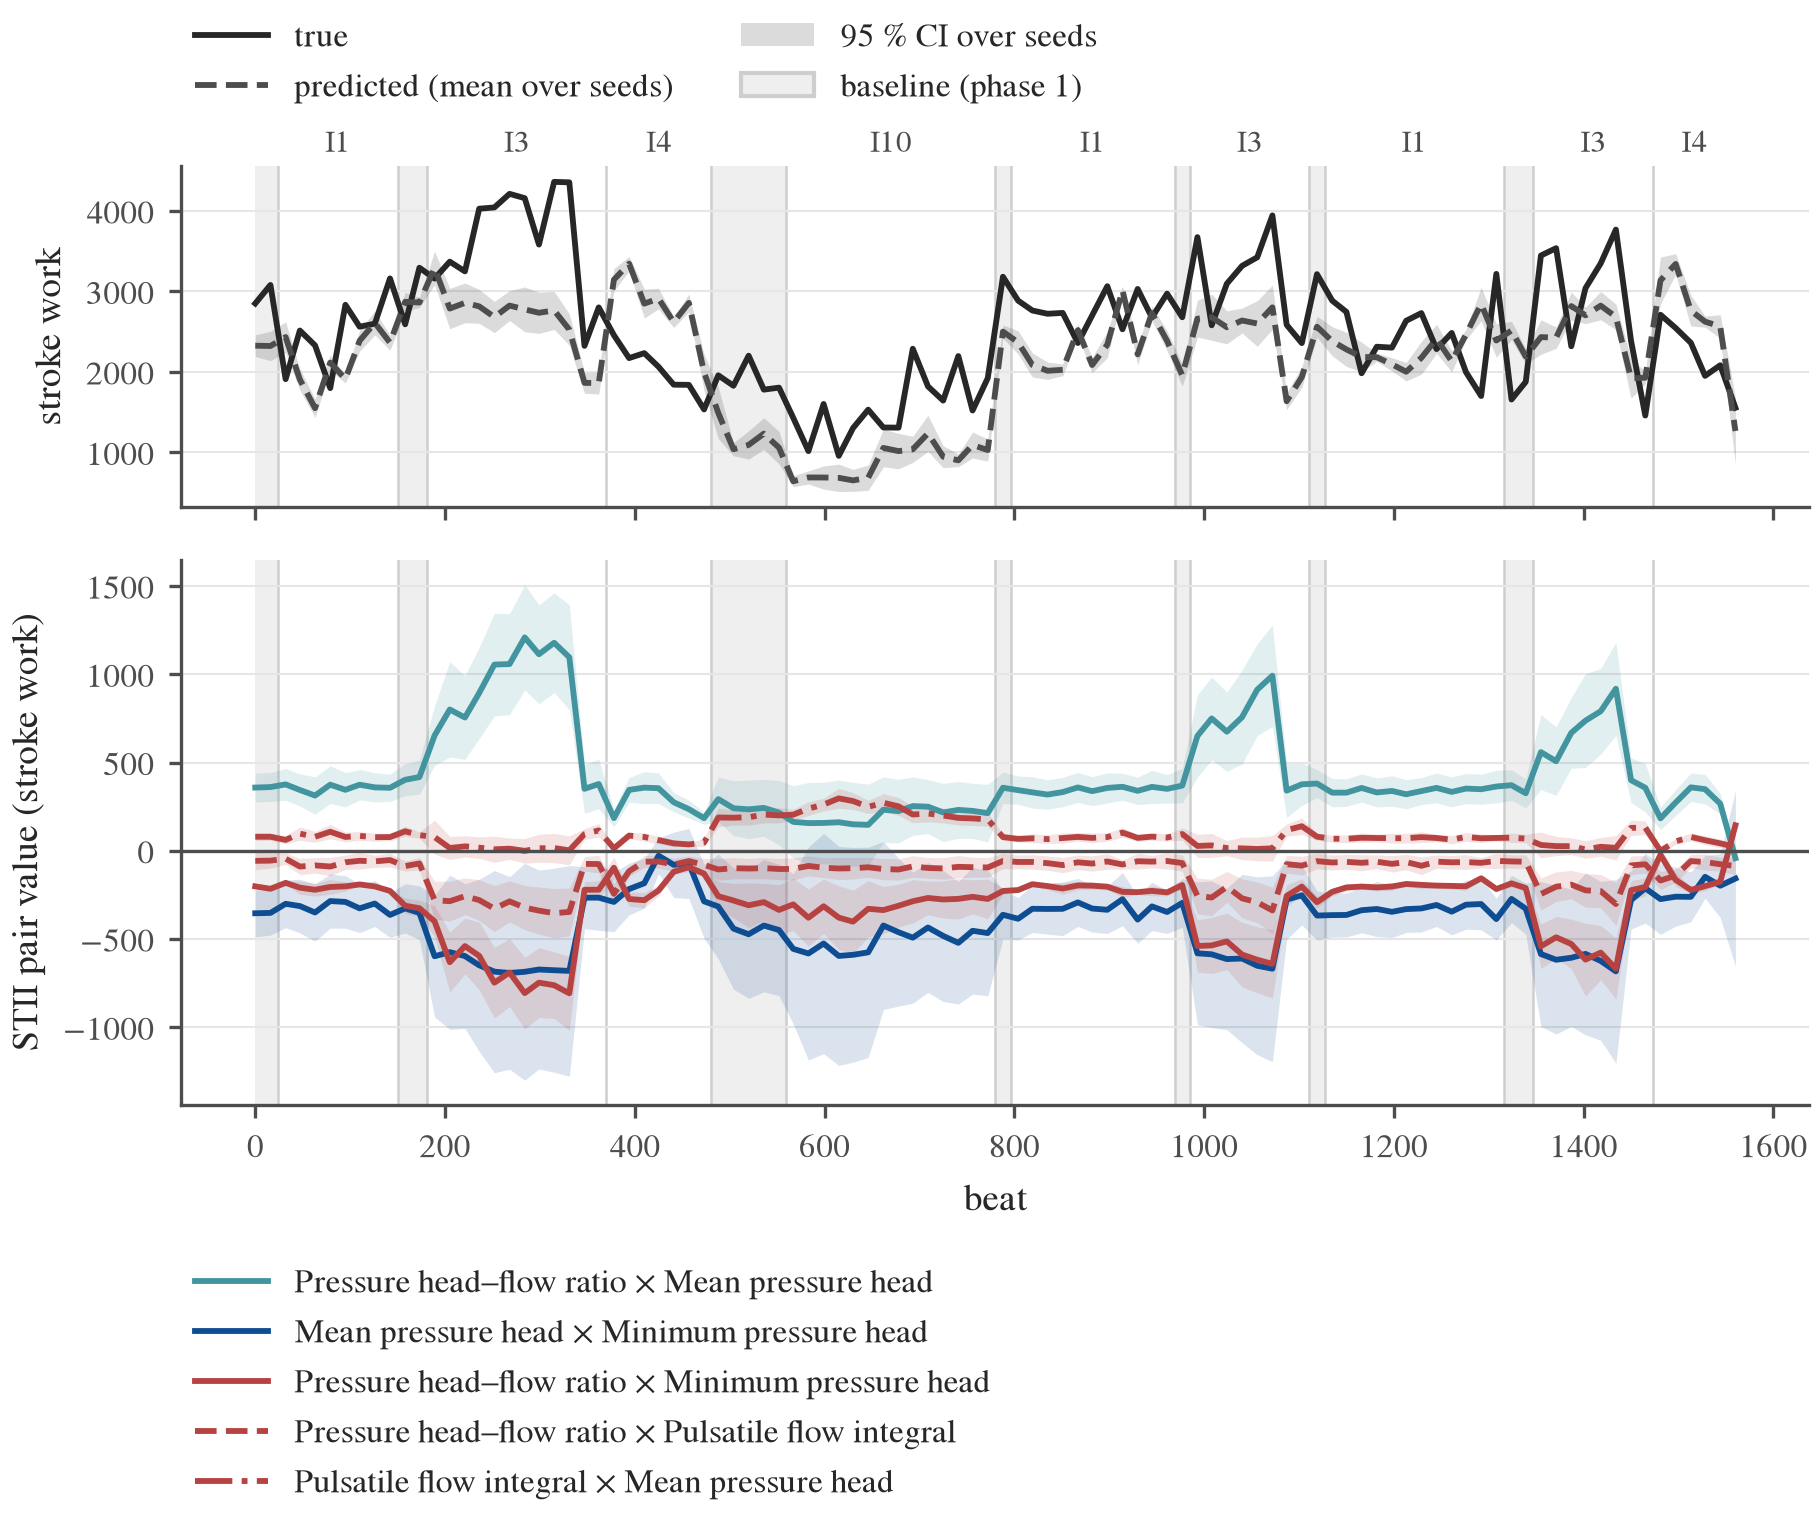 true
95 % CI over seeds
predicted (mean over seeds)
baseline (phase 1)
I1 I3 I4 I10 I1 I3 I1 I3 I4
stroke work
4000
3000
2000
1000
STII pair value (stroke work)
1500
1000
500
0
−500
−1000
0 200 400 600 800 1000 1200 1400 1600
beat
Pressure head–flow ratio × Mean pressure head
Mean pressure head × Minimum pressure head
Pressure head–flow ratio × Minimum pressure head
Pressure head–flow ratio × Pulsatile flow integral
Pulsatile flow integral × Mean pressure head